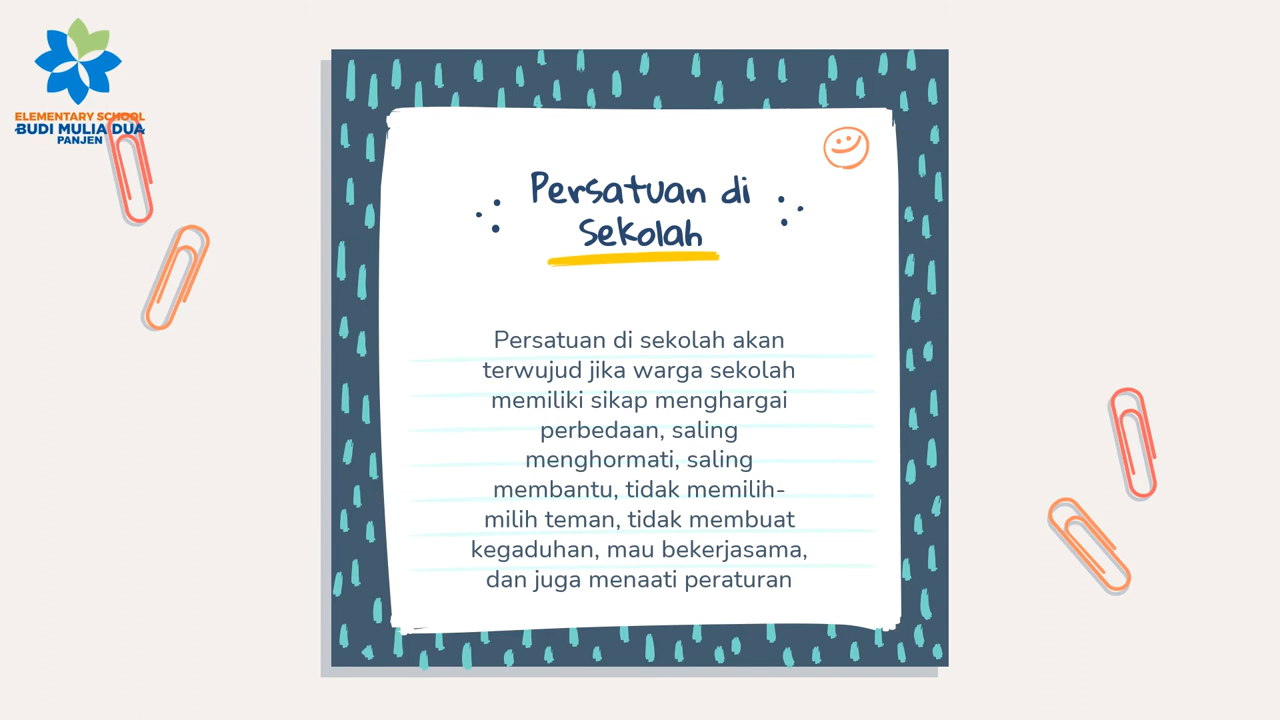 ELEMENTARY SCHOOL
BUDI MULIA DUA
PANJEN
Persatuan di
Sekolah
Persatuan di sekolah akan
terwujud jika warga sekolah
memiliki sikap menghargai
perbedaan, saling
menghormati, saling
membantu, tidak memilih-
milih teman, tidak membuat
kegaduhan, mau bekerjasama,
dan juga menaati peraturan